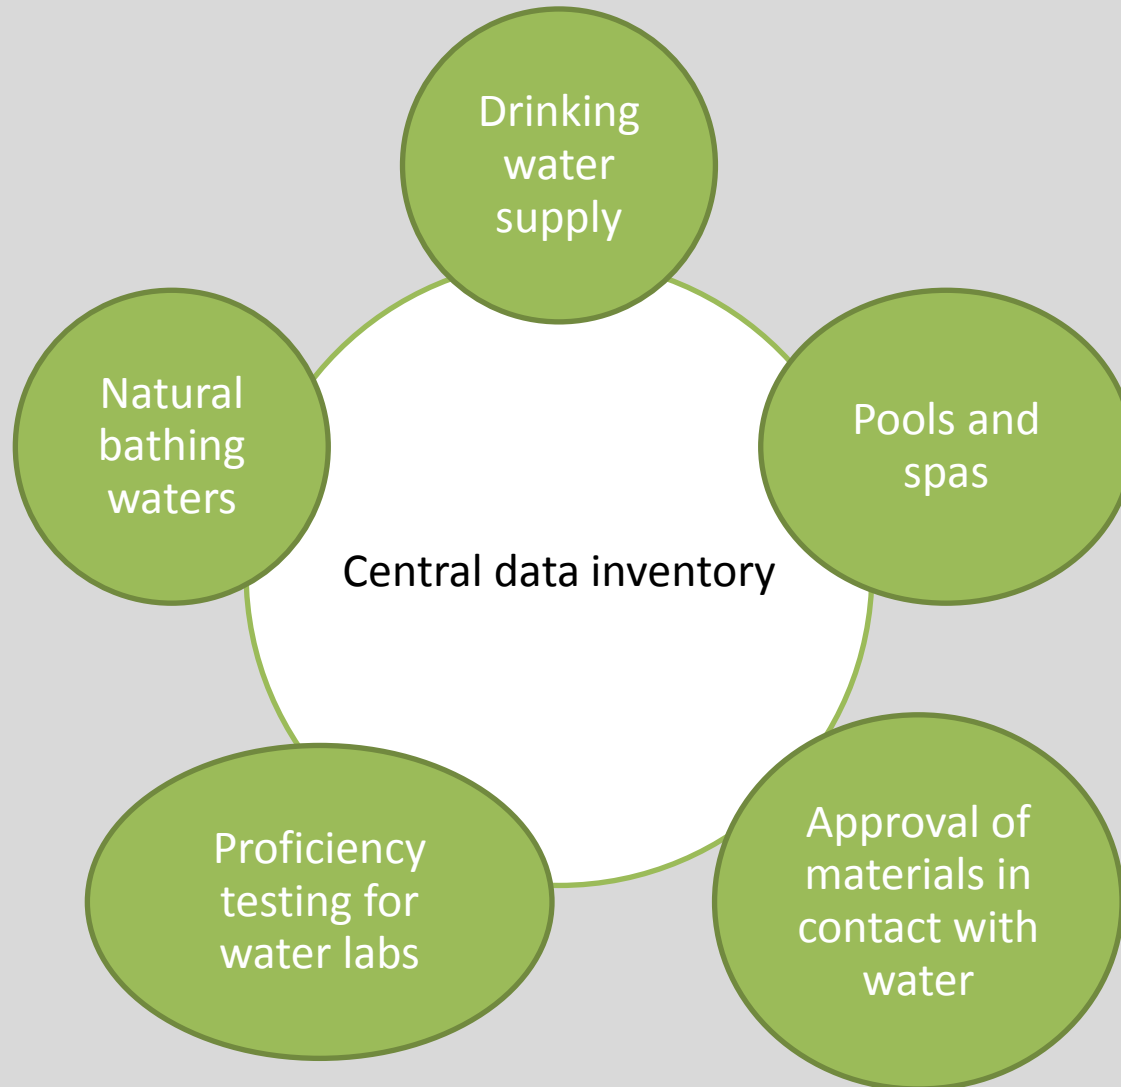 Drinking
water
supply
Natural
bathing
waters
Pools and
spas
Central data inventory
Proficiency
testing for
water labs
Approval of
materials in
contact with
water